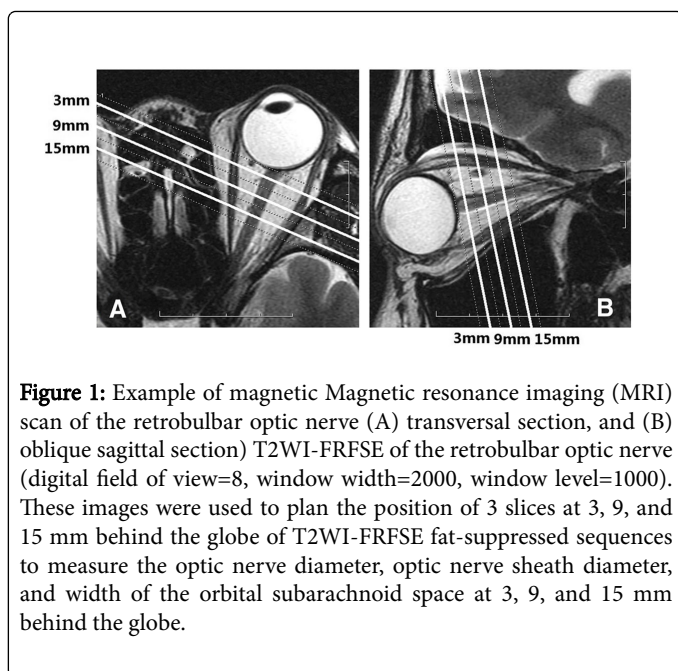 3mm
9mm
15mm
A
B
3mm 9mm 15mm
Figure 1: Example of magnetic Magnetic resonance imaging (MRI)
scan of the retrobulbar optic nerve (A) transversal section, and (B)
oblique sagittal section) T2WI-FRFSE of the retrobulbar optic nerve
(digital field of view=8, window width=2000, window level=1000).
These images were used to plan the position of 3 slices at 3, 9, and
15 mm behind the globe of T2WI-FRFSE fat-suppressed sequences
to measure the optic nerve diameter, optic nerve sheath diameter,
and width of the orbital subarachnoid space at 3, 9, and 15 mm
behind the globe.